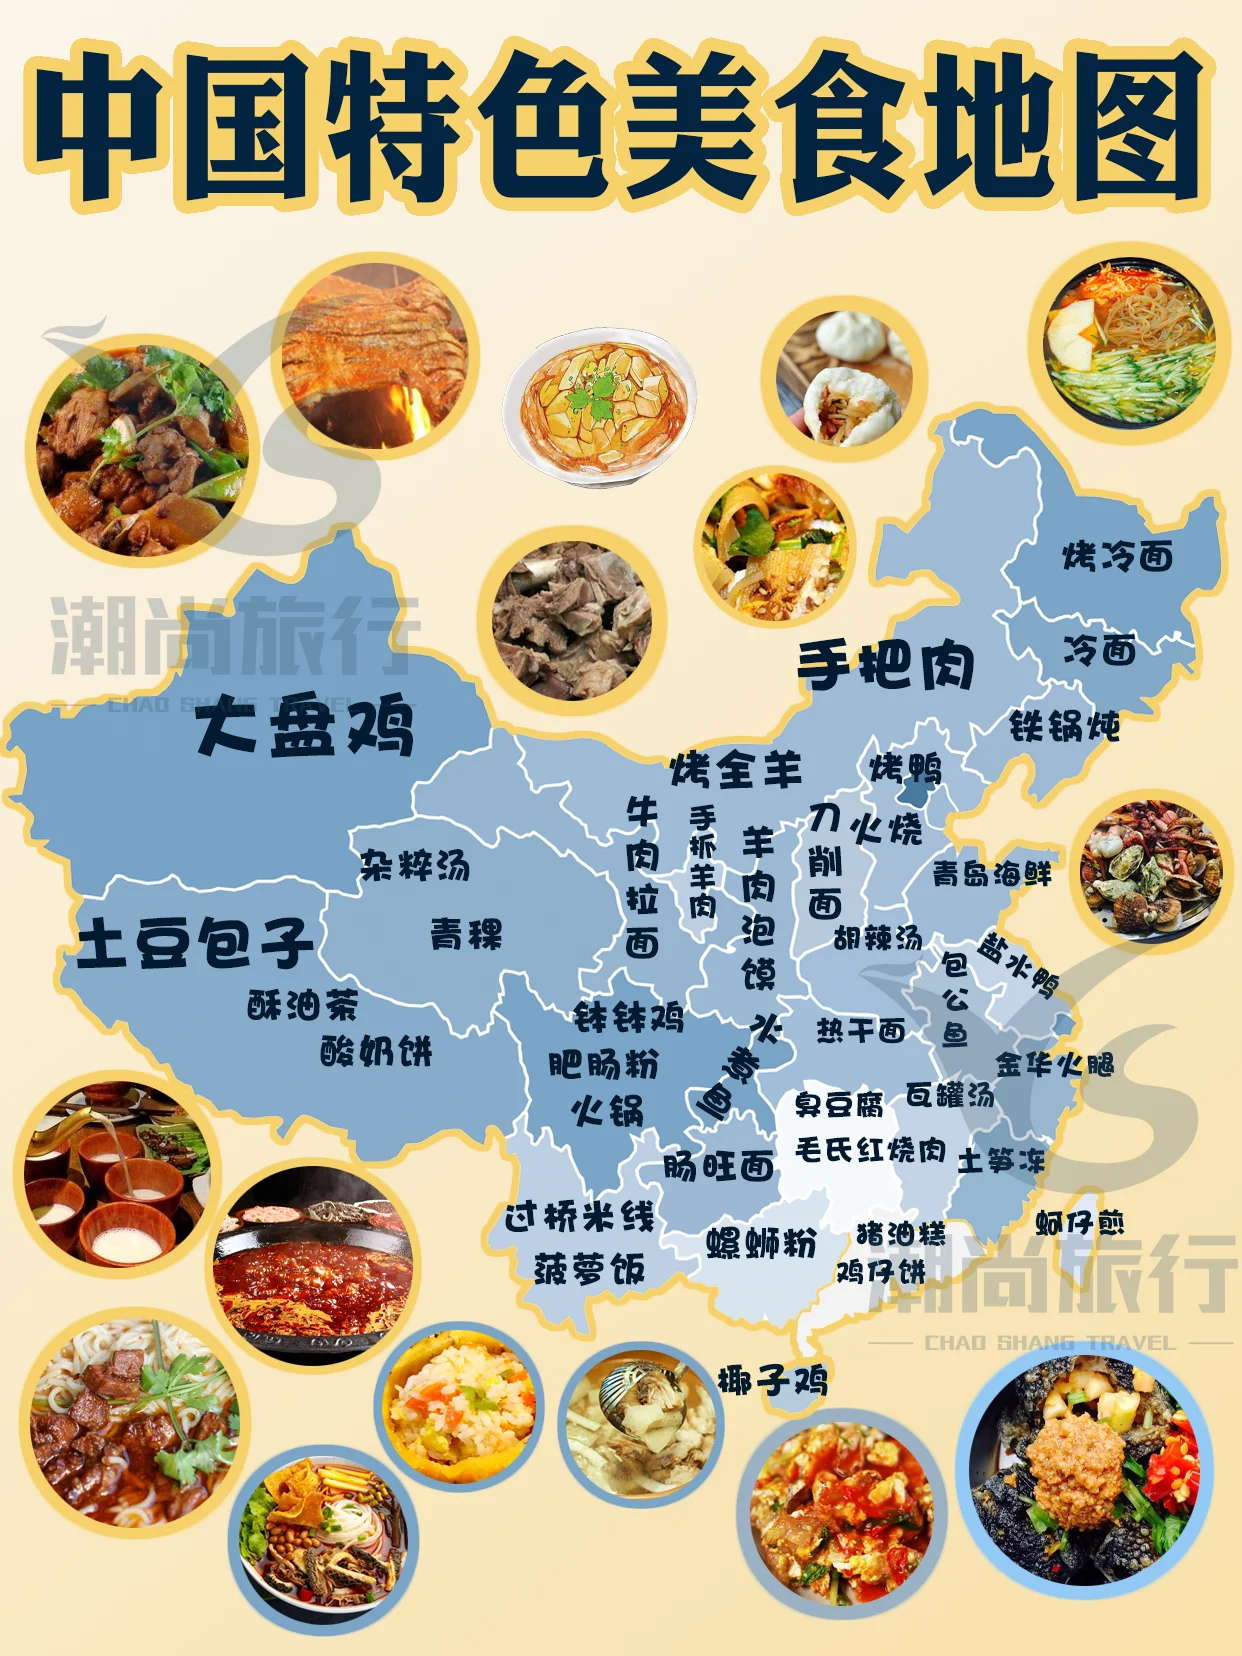 中国特色美食地图
潮尚旅行
CHAO SHANG TRAVEL
烤冷面
冷面
手把肉
铁锅炖
大盘鸡
烤全羊
烤鸭
牛肉拉面
手抓羊肉
羊肉泡馍
刀削面
火烧
杂粹汤
青岛海鲜
土豆包子
青稞
胡辣汤
盐水鸭
包公鱼
酥油茶
钵钵鸡
热干面
酸奶饼
肥肠粉
水煮鱼
金华火腿
火锅
臭豆腐
瓦罐汤
肠旺面
毛氏红烧肉
土笋冻
过桥米线
螺蛳粉
猪油糕
蚵仔煎
菠萝饭
鸡仔饼
潮尚旅行
CHAO SHANG TRAVEL
椰子鸡